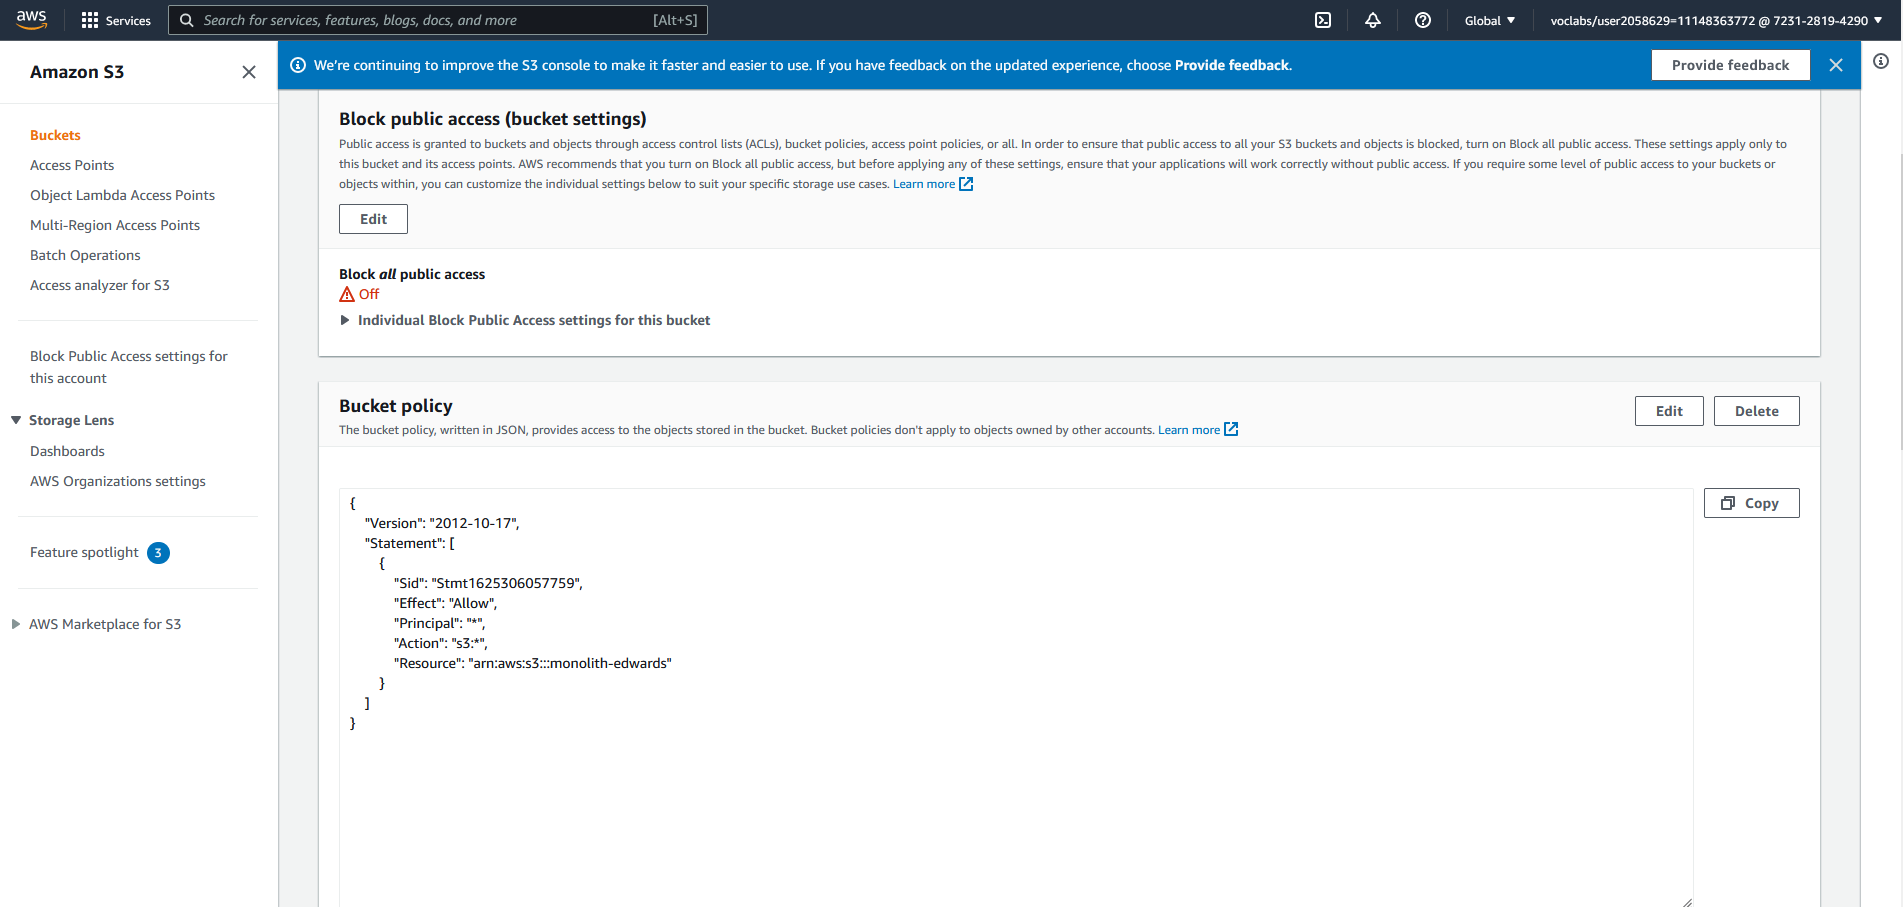 aws
Services
Search for services, features, blogs, docs, and more
[Alt+S]
Global
voclabs/user2058629=11148363772 @ 7231-2819-4290
Amazon S3
Buckets
Access Points
Object Lambda Access Points
Multi-Region Access Points
Batch Operations
Access analyzer for S3
Block Public Access settings for
this account
Storage Lens
Dashboards
AWS Organizations settings
Feature spotlight 3
AWS Marketplace for S3
We're continuing to improve the S3 console to make it faster and easier to use. If you have feedback on the updated experience, choose Provide feedback.
Provide feedback
Block public access (bucket settings)
Public access is granted to buckets and objects through access control lists (ACLs), bucket policies, access point policies, or all. In order to ensure that public access to all your S3 buckets and objects is blocked, turn on Block all public access. These settings apply only to
this bucket and its access points. AWS recommends that you turn on Block all public access, but before applying any of these settings, ensure that your applications will work correctly without public access. If you require some level of public access to your buckets or
objects within, you can customize the individual settings below to suit your specific storage use cases. Learn more
Edit
Block all public access
Off
Individual Block Public Access settings for this bucket
Bucket policy
The bucket policy, written in JSON, provides access to the objects stored in the bucket. Bucket policies don't apply to objects owned by other accounts. Learn more
Edit
Delete
Copy
{
"Version": "2012-10-17",
"Statement": [
{
"Sid": "Stmt1625306057759",
"Effect": "Allow",
"Principal": "*",
"Action": "s3:*",
"Resource": "arn:aws:s3:::monolith-edwards"
}
]
}